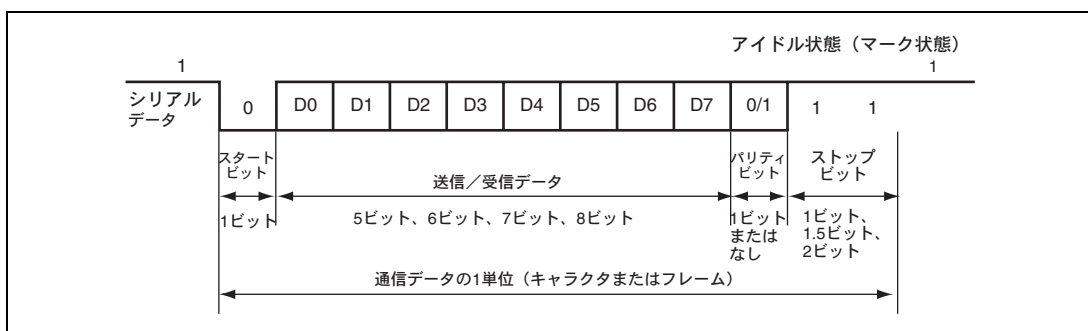 アイドル状態（マーク状態）
1
1
シリアル
データ
0
D0
D1
D2
D3
D4
D5
D6
D7
0/1
1
1
スタート
ビット
送信／受信データ
パリティ
ビット
ストップ
ビット
1ビット
5ビット、6ビット、7ビット、8ビット
1ビット
または
なし
1ビット、
1.5ビット、
2ビット
通信データの1単位（キャラクタまたはフレーム）